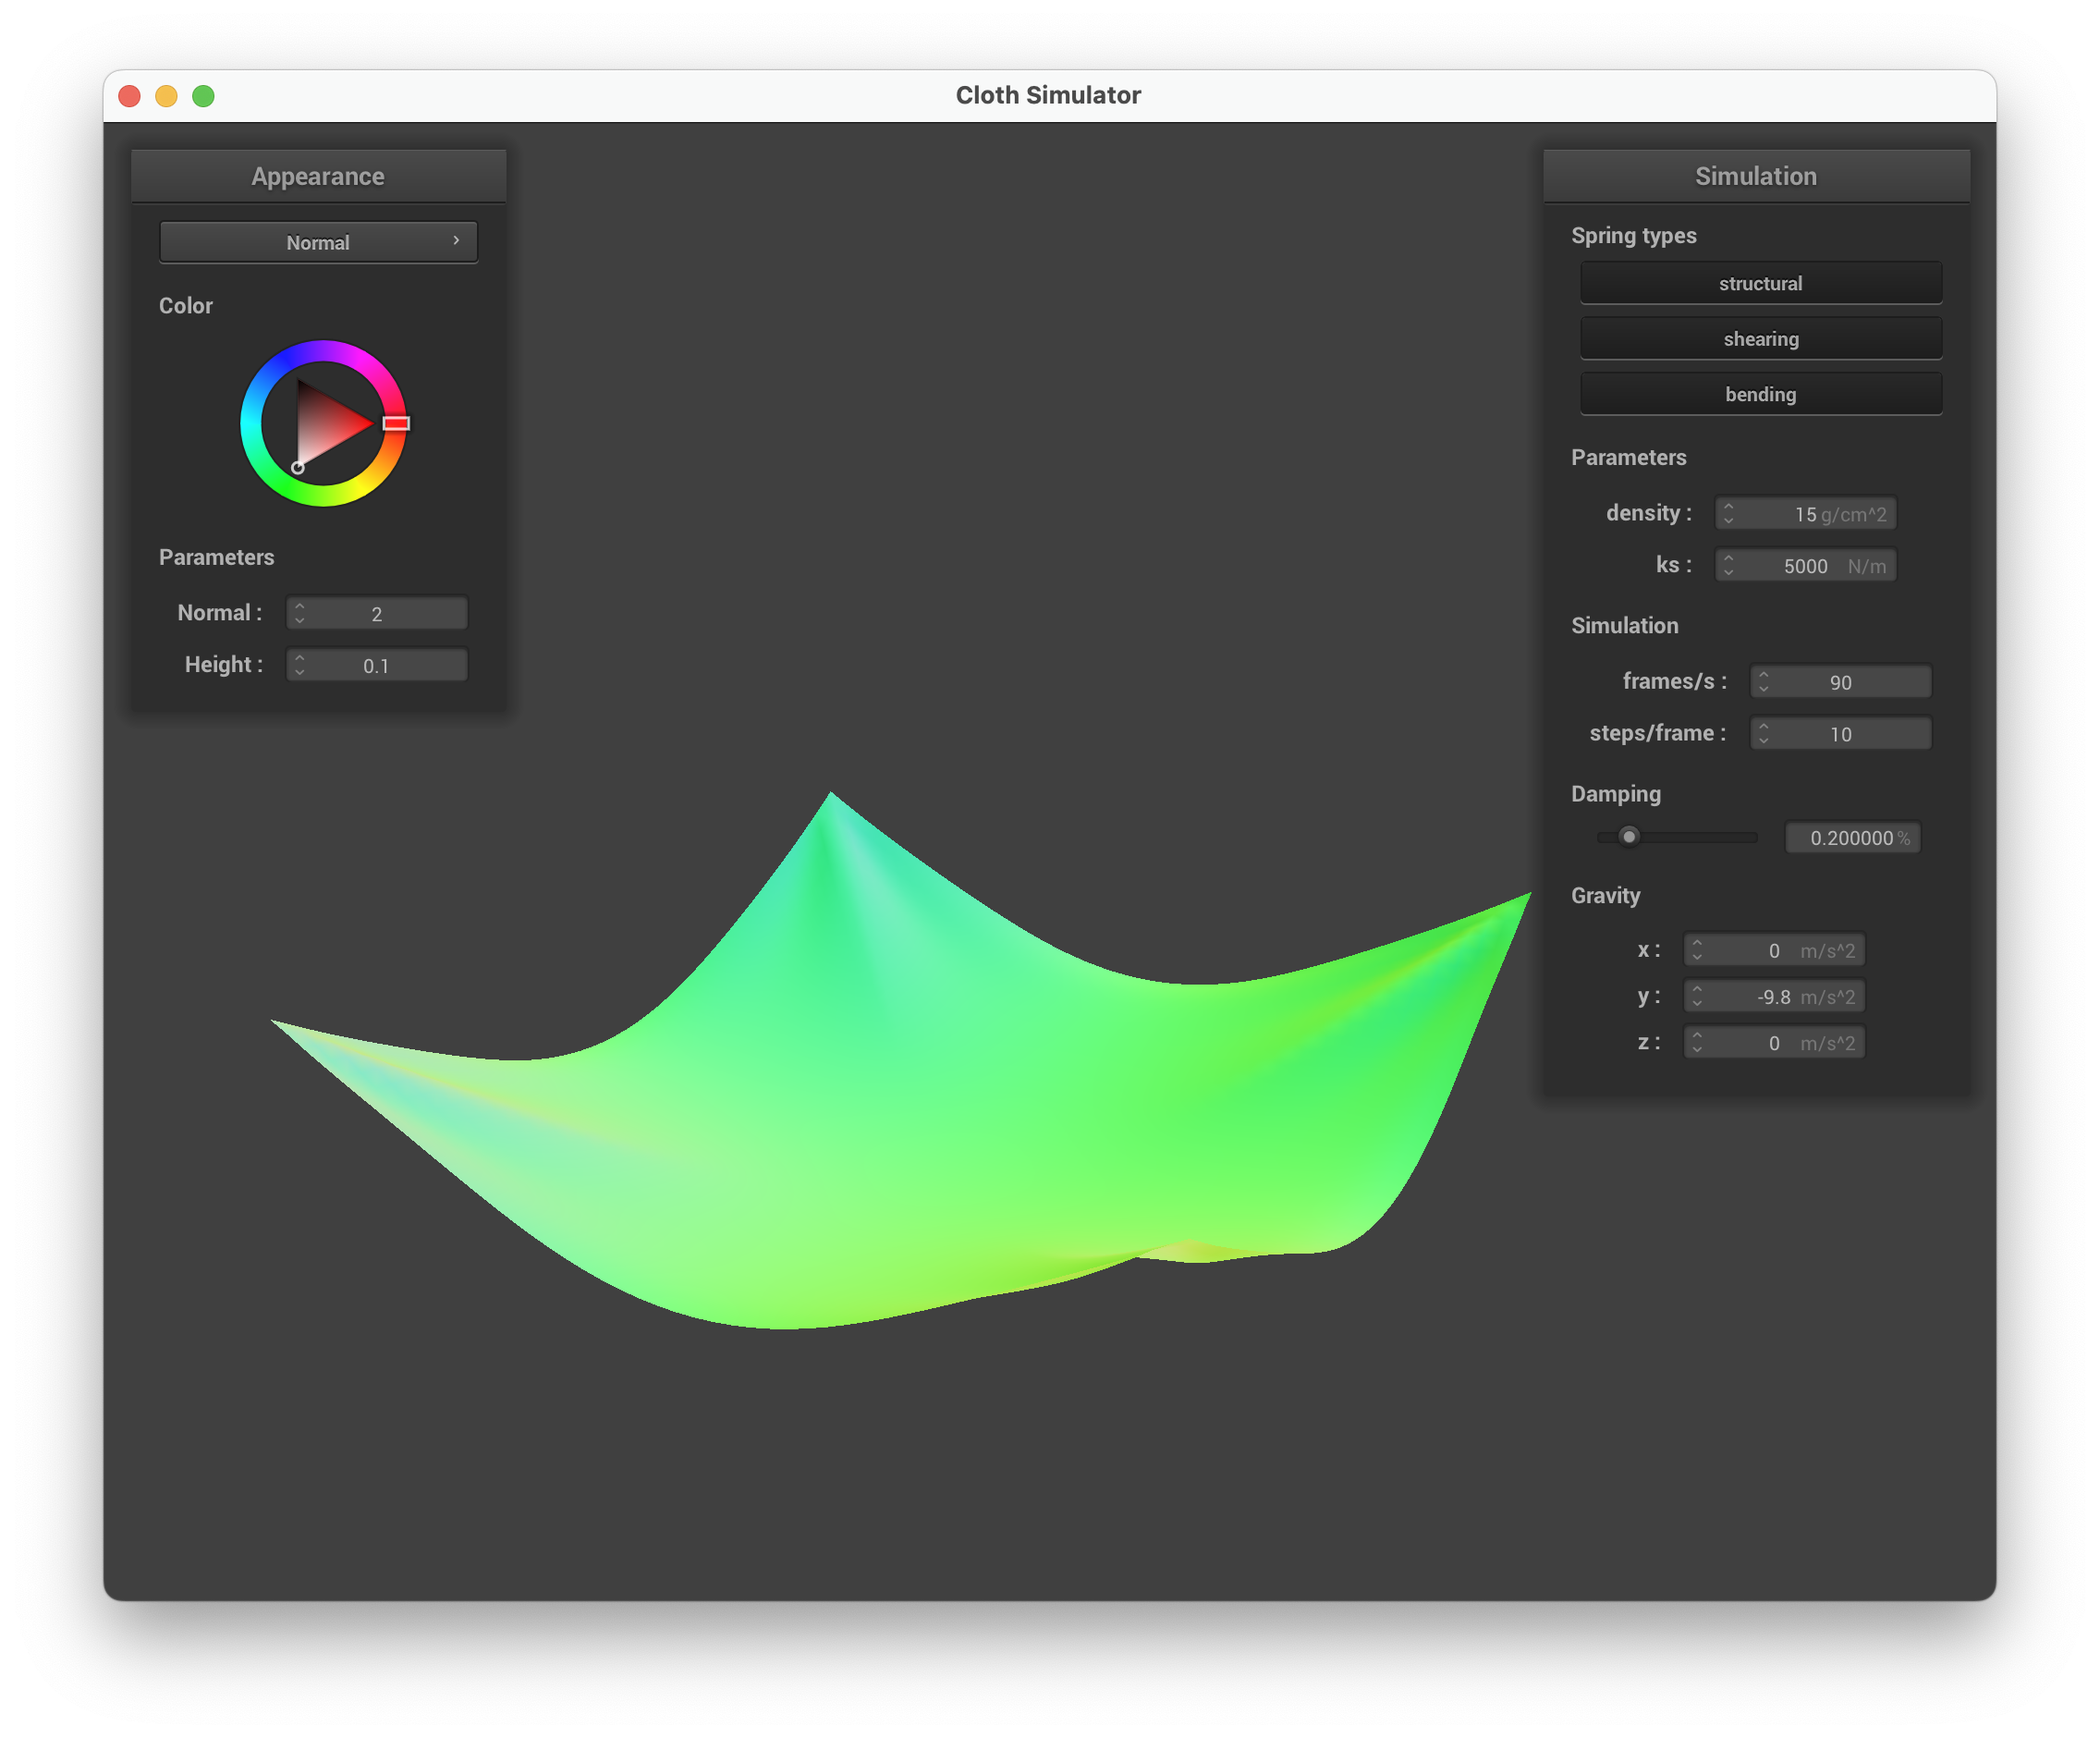 Cloth Simulator
Appearance
Normal
Color
Parameters
Normal : 2
Height : 0.1
Simulation
Spring types
structural
shearing
bending
Parameters
density : 15 g/cm^2
ks : 5000 N/m
Simulation
frames/s : 90
steps/frame : 10
Damping
0.200000 %
Gravity
x : 0 m/s^2
y : -9.8 m/s^2
z : 0 m/s^2